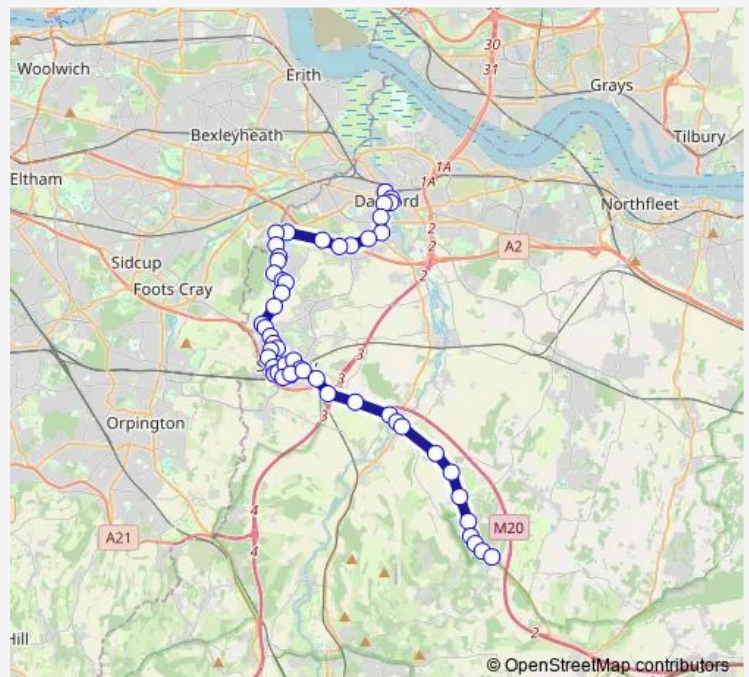 30
Woolwich
30
Erith
31
Grays
Bexleyheath
Tilbury
1A
Eltham
1A
Northfleet
2
A2
Sidcup
2
2
Foots Cray
3
3
3
Orpington
4
M20
A21
4
2
© OpenStreetMap contributors